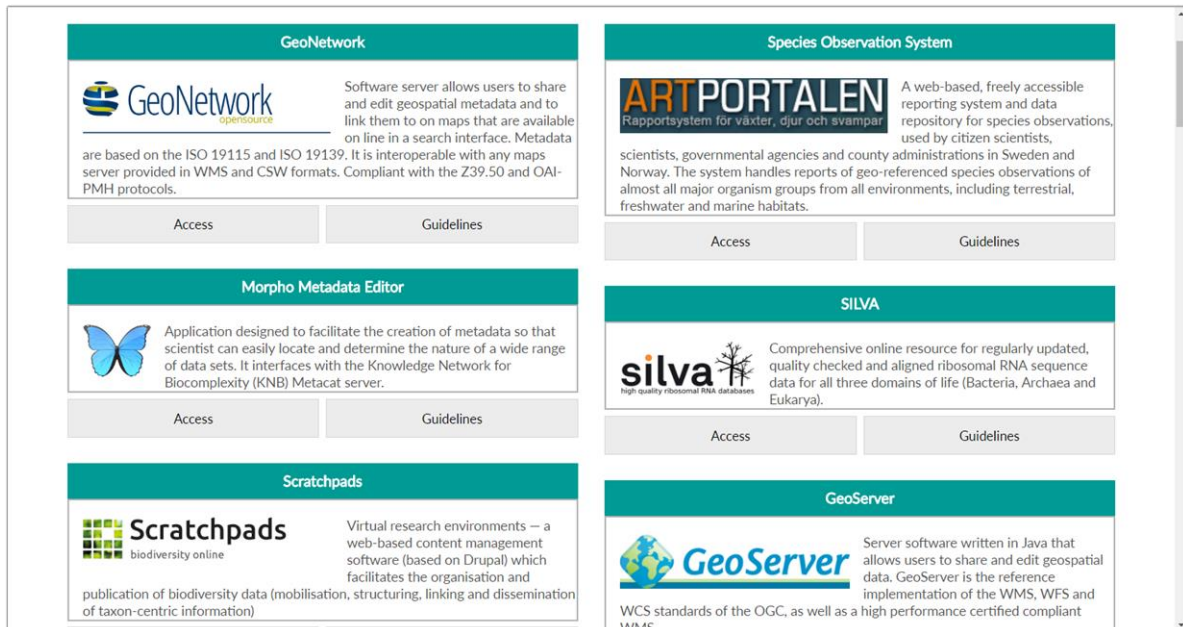 GeoNetwork
GeoNetwork
opensource
Software server allows users to share
and edit geospatial metadata and to
link them to on maps that are available
on line in a search interface. Metadata
are based on the ISO 19115 and ISO 19139. It is interoperable with any maps
server provided in WMS and CSW formats. Compliant with the Z39.50 and OAI-
PMH protocols.
Access
Guidelines
Morpho Metadata Editor
Application designed to facilitate the creation of metadata so that
scientist can easily locate and determine the nature of a wide range
of data sets. It interfaces with the Knowledge Network for
Biocomplexity (KNB) Metacat server.
Access
Guidelines
Scratchpads
Scratchpads
biodiversity online
Virtual research environments — a
web-based content management
software (based on Drupal) which
facilitates the organisation and
publication of biodiversity data (mobilisation, structuring, linking and dissemination
of taxon-centric information)
Species Observation System
ARTPORTALEN
Rapportsystem för växter, djur och svampar
A web-based, freely accessible
reporting system and data
repository for species observations,
used by citizen scientists,
scientists, governmental agencies and county administrations in Sweden and
Norway. The system handles reports of geo-referenced species observations of
almost all major organism groups from all environments, including terrestrial,
freshwater and marine habitats.
Access
Guidelines
SILVA
silva
high quality ribosomal RNA databases
Comprehensive online resource for regularly updated,
quality checked and aligned ribosomal RNA sequence
data for all three domains of life (Bacteria, Archaea and
Eukarya).
Access
Guidelines
GeoServer
GeoServer
Server software written in Java that
allows users to share and edit geospatial
data. GeoServer is the reference
implementation of the WMS, WFS and
WCS standards of the OGC, as well as a high performance certified compliant
WMS